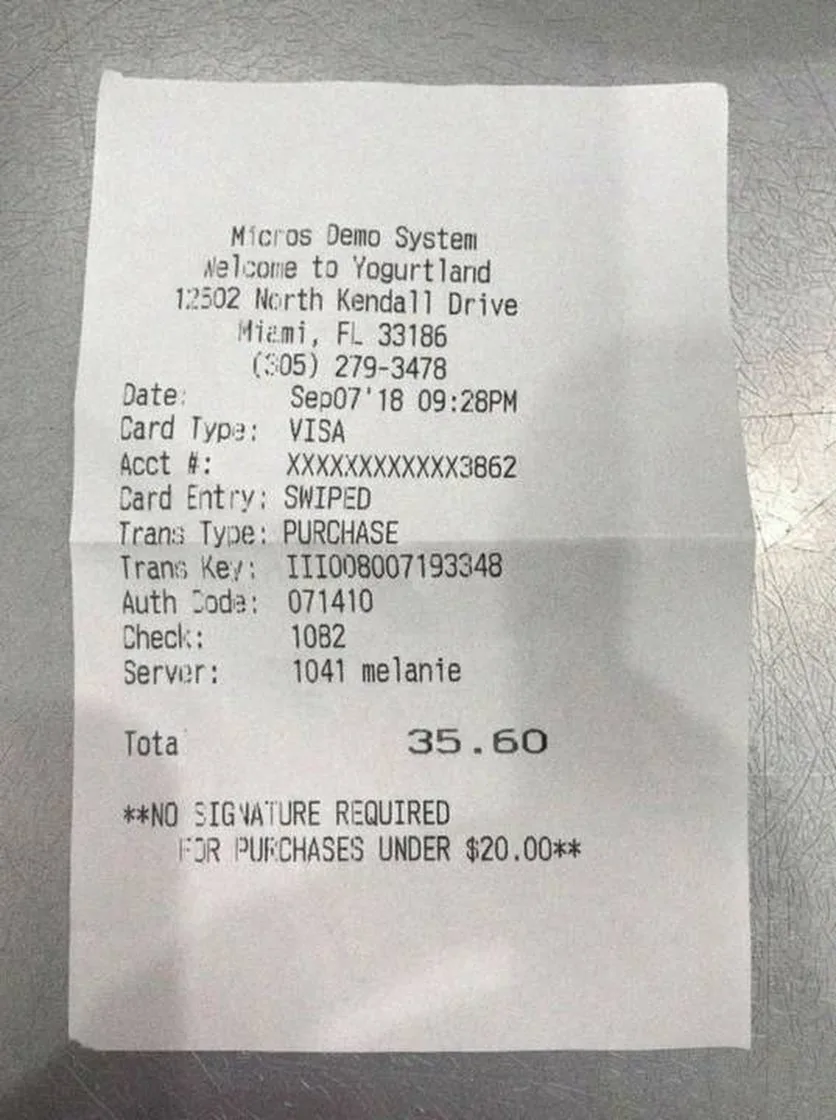 Micros Demo System
Welcome to Yogurtland
12502 North Kendall Drive
Miami, FL 33186
(305) 279-3478
Date: Sep07'18 09:28PM
Card Type: VISA
Acct #: XXXXXXXXXXXX3862
Card Entry: SWIPED
Trans Type: PURCHASE
Trans Key: III008007193348
Auth Code: 071410
Check: 1082
Server: 1041 melanie
Tota 35.60
**NO SIGNATURE REQUIRED
FOR PURCHASES UNDER $20.00**